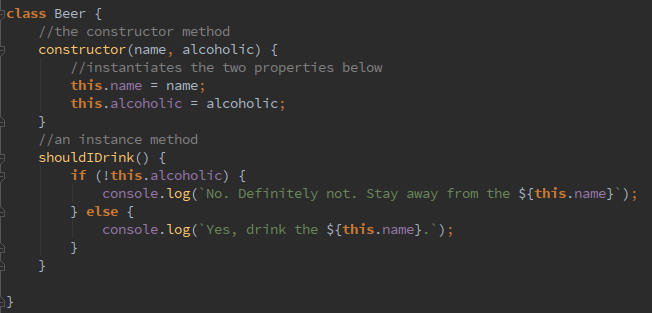 class Beer {
    //the constructor method
    constructor(name, alcoholic) {
        //instantiates the two properties below
        this.name = name;
        this.alcoholic = alcoholic;
    }
    //an instance method
    shouldIDrink() {
        if (!this.alcoholic) {
            console.log(`No. Definitely not. Stay away from the ${this.name}`);
        } else {
            console.log(`Yes, drink the ${this.name}.`);
        }
    }
}